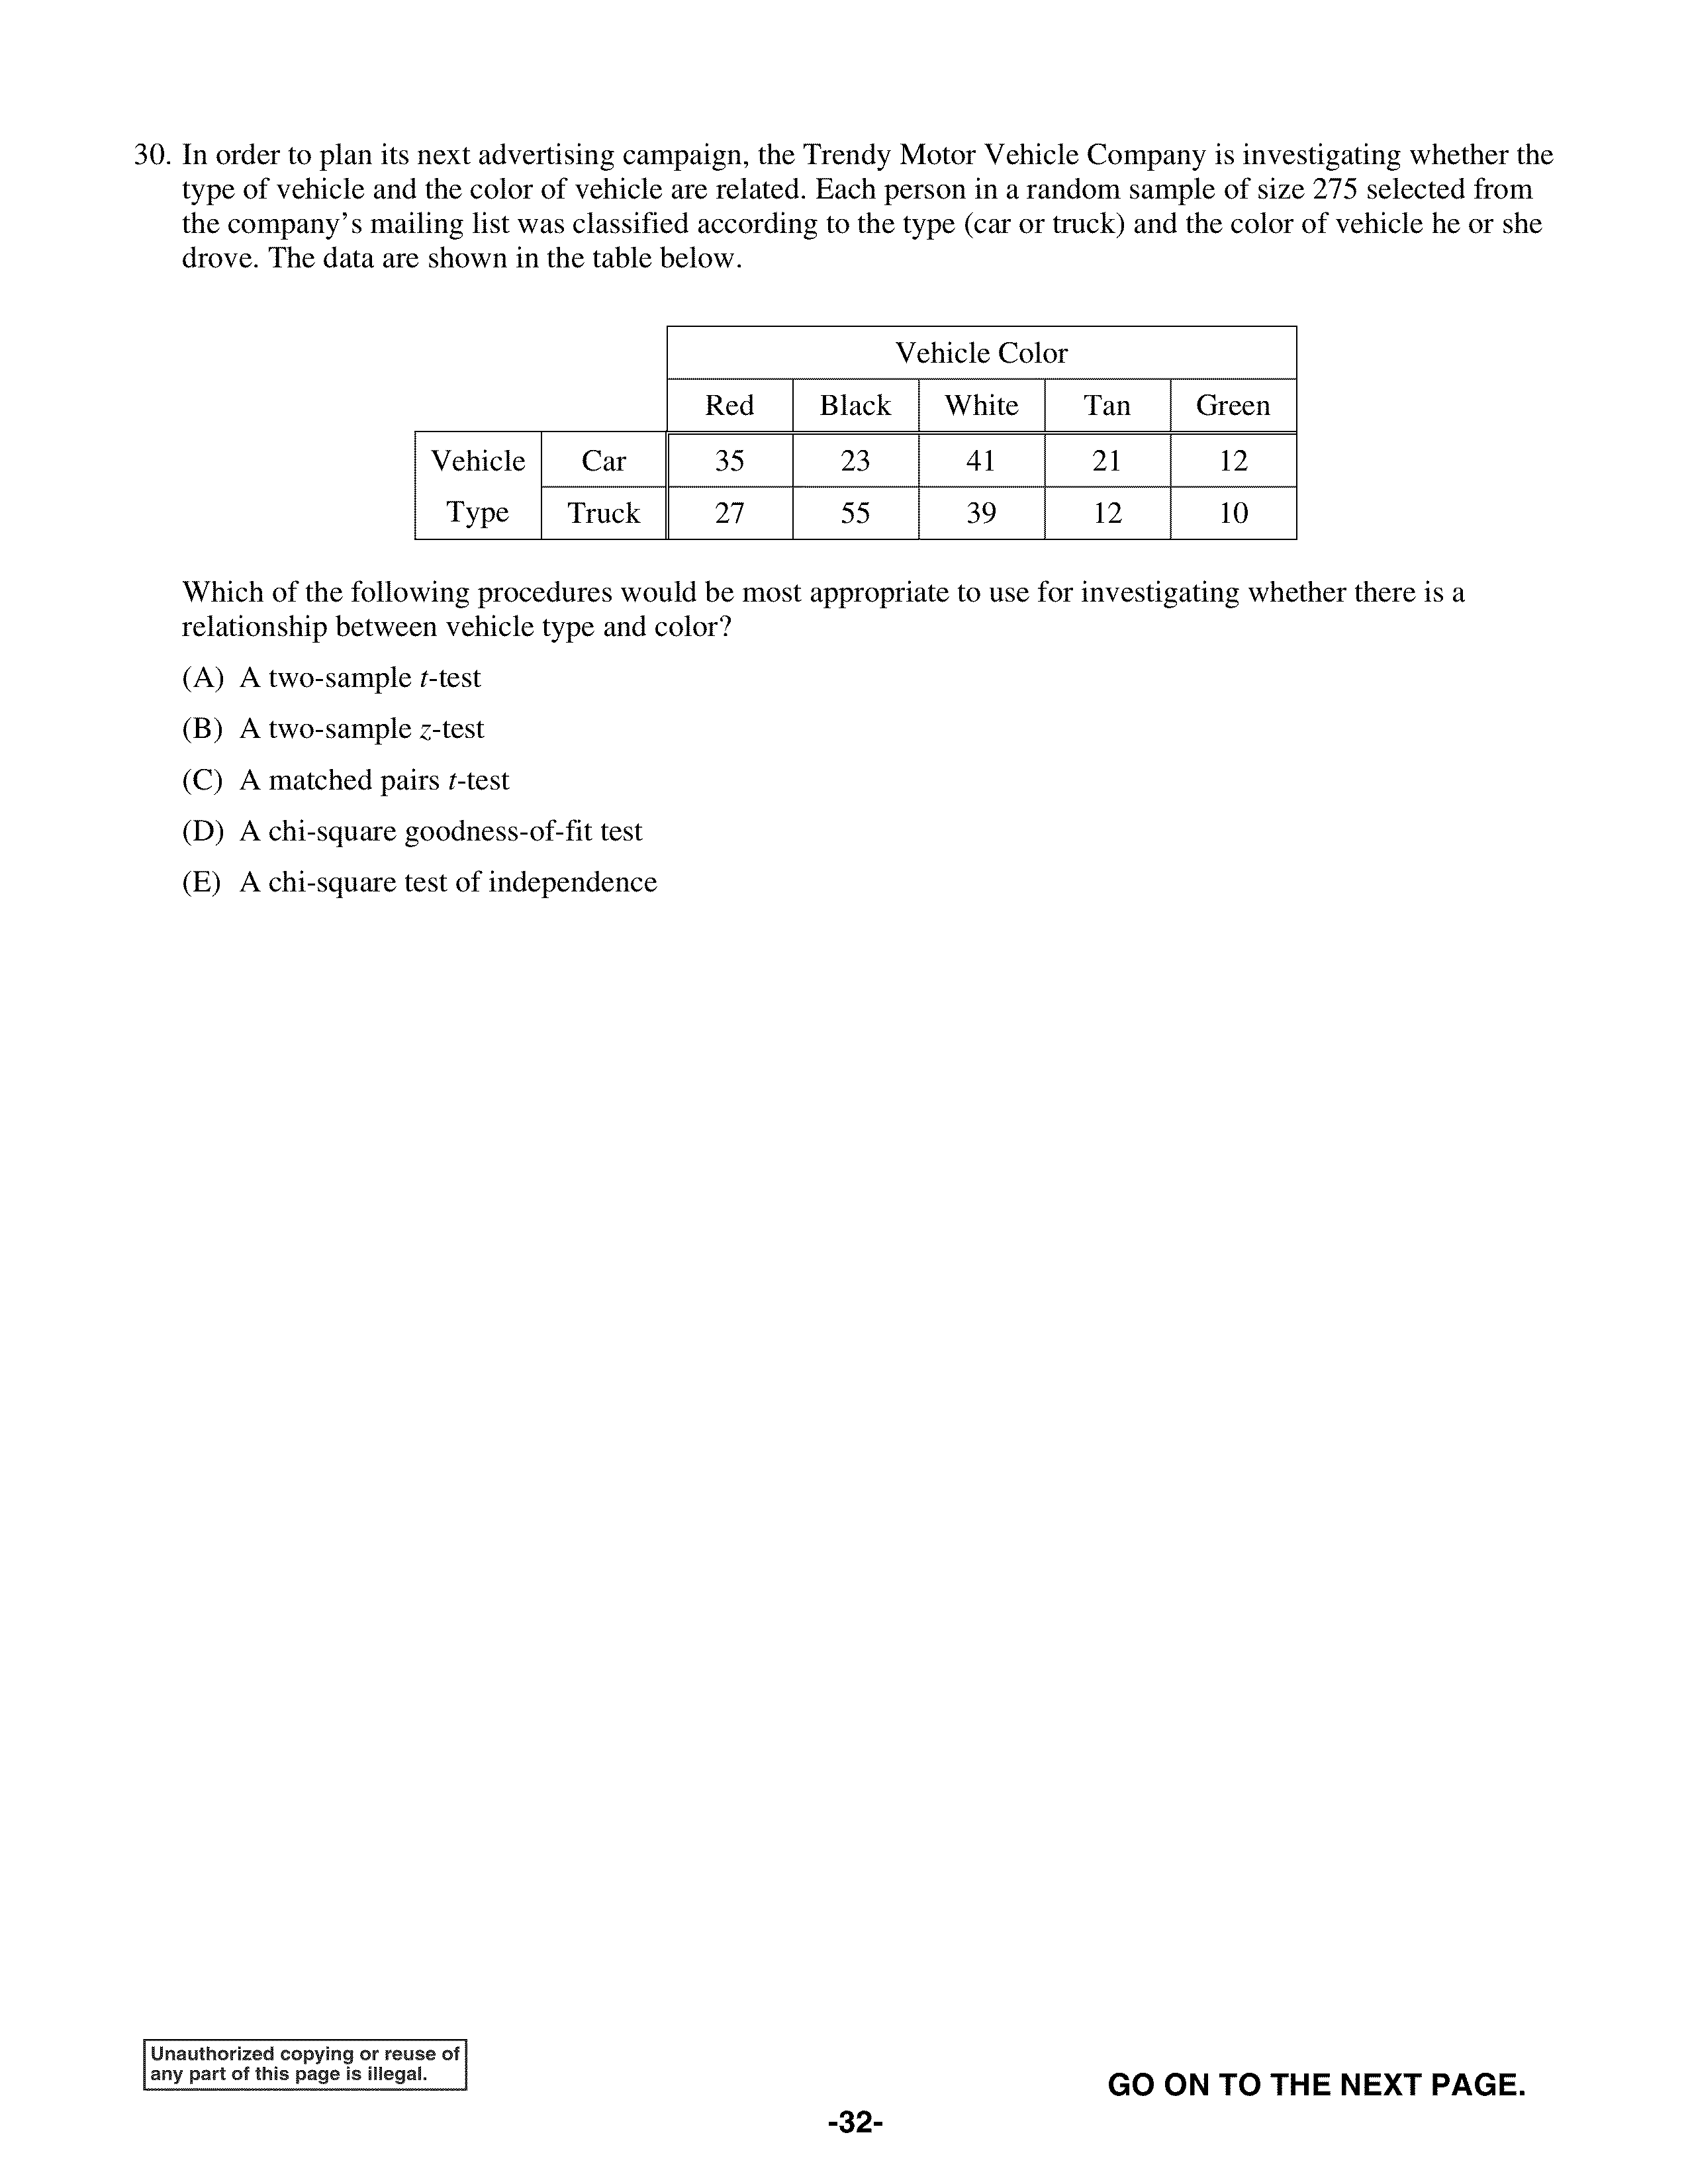 30. In order to plan its next advertising campaign, the Trendy Motor Vehicle Company is investigating whether the
type of vehicle and the color of vehicle are related. Each person in a random sample of size 275 selected from
the company's mailing list was classified according to the type (car or truck) and the color of vehicle he or she
drove. The data are shown in the table below.
Vehicle Color
Red Black White Tan Green
Vehicle Car 35 23 41 21 12
Type Truck 27 55 39 12 10
Which of the following procedures would be most appropriate to use for investigating whether there is a
relationship between vehicle type and color?
(A) A two-sample t-test
(B) A two-sample z-test
(C) A matched pairs t-test
(D) A chi-square goodness-of-fit test
(E) A chi-square test of independence
Unauthorized copying or reuse of
any part of this page is illegal.
GO ON TO THE NEXT PAGE.
-32-